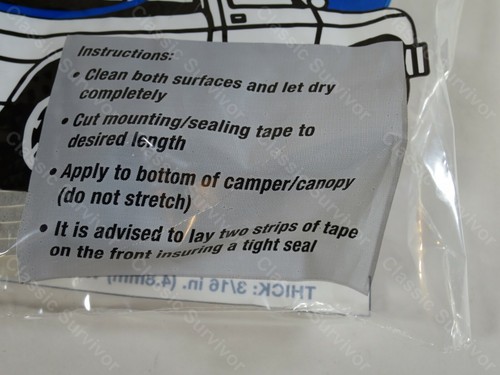 Instructions:
• Clean both surfaces and let dry
completely
• Cut mounting/sealing tape to
desired length
• Apply to bottom of camper/canopy
(do not stretch)
• It is advised to lay two strips of tape
on the front insuring a tight seal
THICK: 3/16 in. (4.8mm)
Classic Survivor